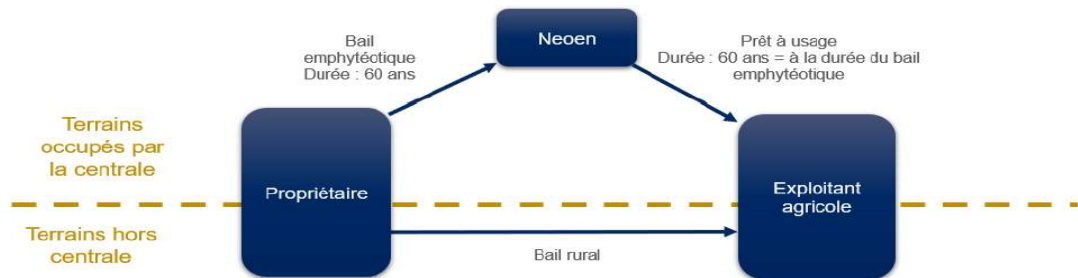 Neoen
Bail
emphytéotique
Durée : 60 ans
Prêt à usage
Durée : 60 ans = à la durée du bail
emphytéotique
Terrains
occupés par
la centrale
Propriétaire
Exploitant
agricole
Terrains hors
centrale
Bail rural